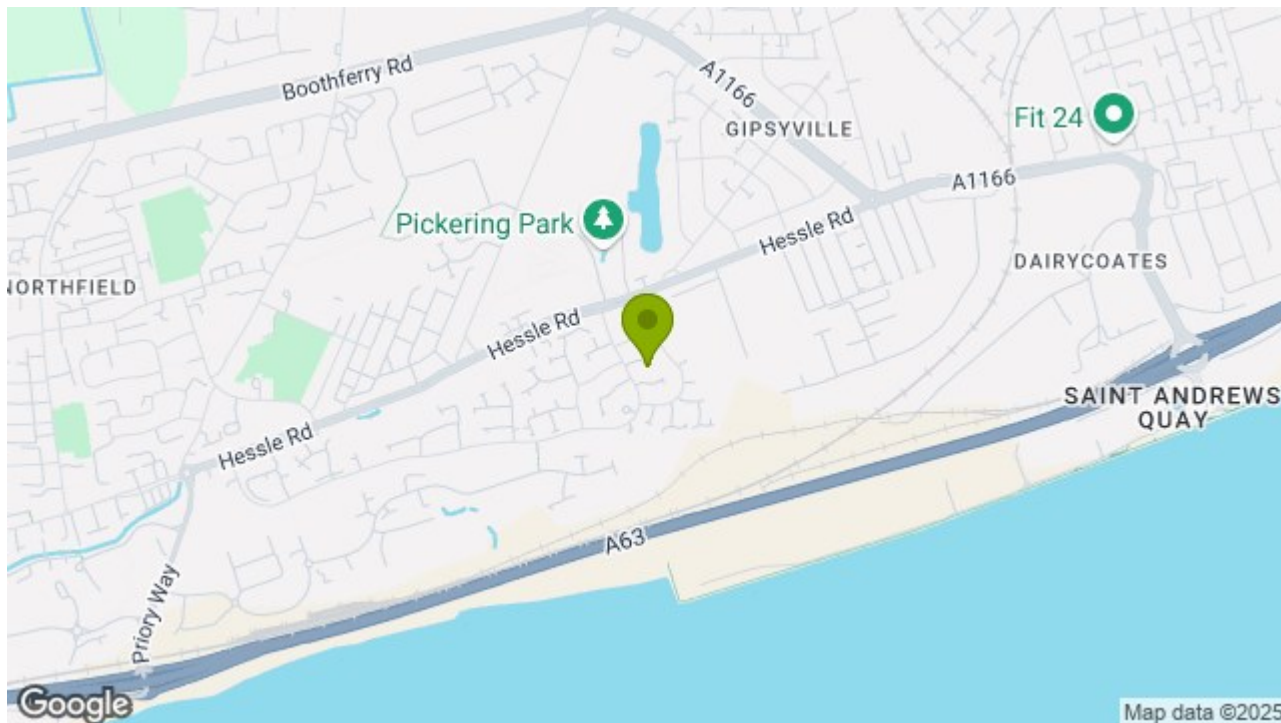 Boothferry Rd
A1166
GIPSYVILLE
Fit 24
A1166
Pickering Park
Hessle Rd
DAIRYCOATES
NORTHFIELD
Hessle Rd
SAINT ANDREWS
QUAY
Hessle Rd
A63
Priory Way
Google
Map data ©2025